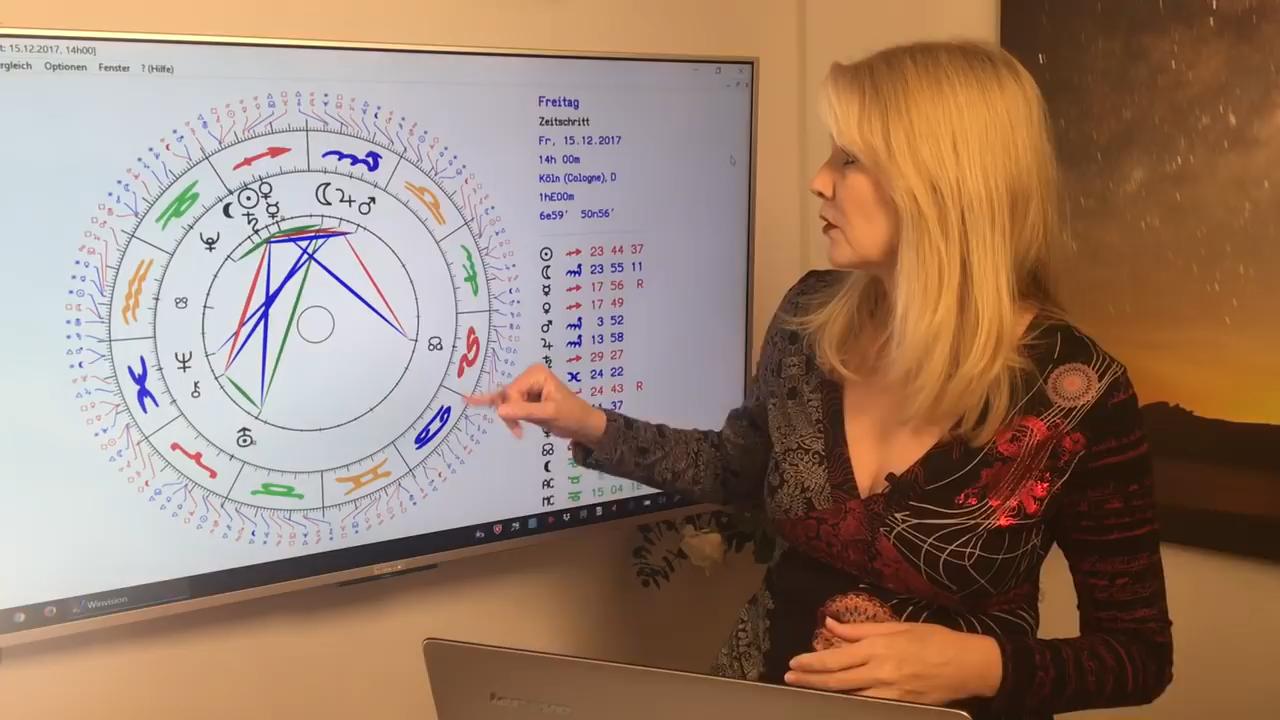 t: 15.12.2017, 14h00]
rgleich Optionen Fenster ? (Hilfe)
Freitag
Zeitschritt
Fr, 15.12.2017
14h 00m
Köln (Cologne), D
1hE00m
6e59' 50n56'
23 44 37
23 55 11
17 56 R
17 49
3 52
13 58
29 27
24 22
24 43 R
37
AC
MC 15 04
Winvision
lenovo